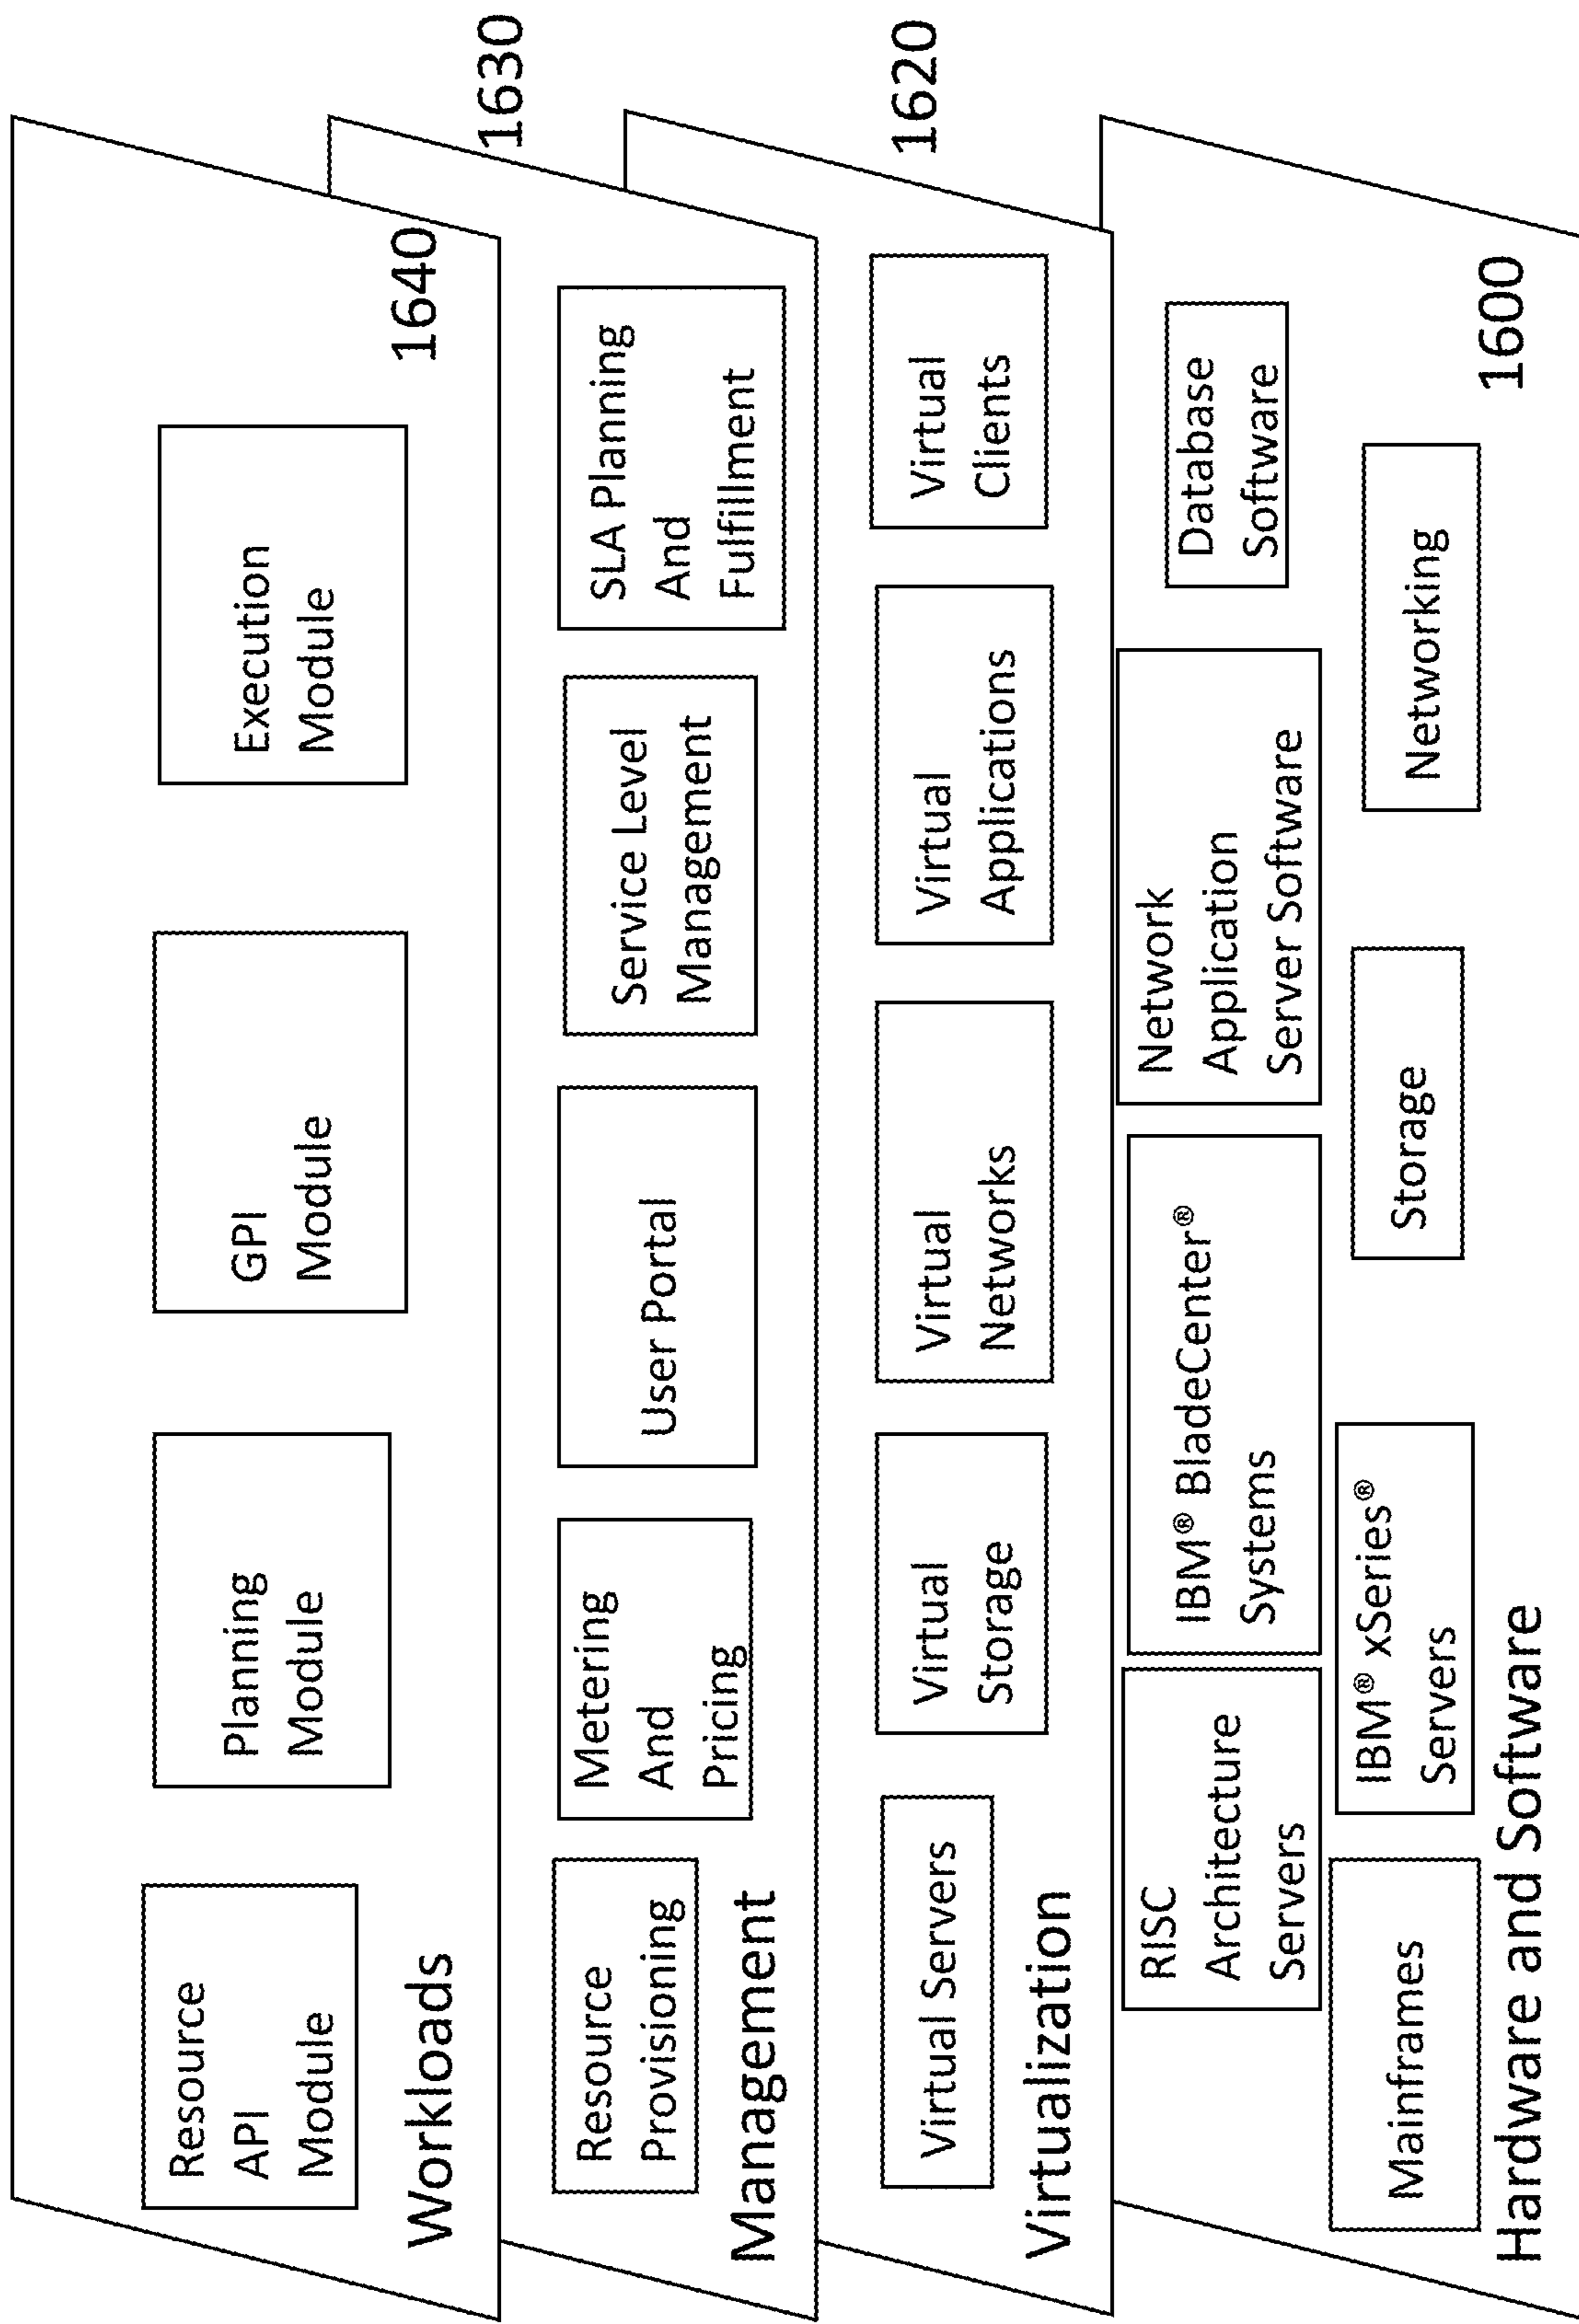 Resource
API
Module
Planning
Module
GPI
Module
Execution
Module
Workloads
1640
Resource
Provisioning
Metering
And
Pricing
User Portal
Service Level
Management
SLA Planning
And
Fulfillment
Management
1630
Virtual Servers
Virtual
Storage
Virtual
Networks
Virtual
Applications
Virtual
Clients
Virtualization
1620
RISC
Architecture
Servers
IBM® BladeCenter®
Systems
Network
Application
Server Software
Database
Software
Mainframes
IBM® xSeries®
Servers
Storage
Networking
Hardware and Software
1600